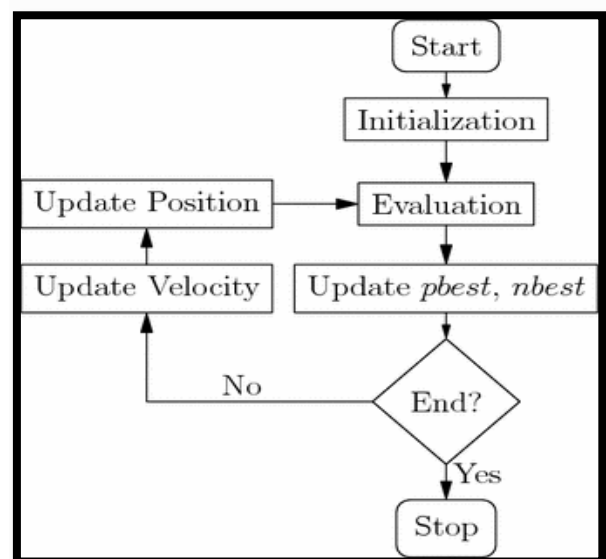 Start
Initialization
Update Position
Evaluation
Update Velocity
Update pbest, nbest
No
End?
Yes
Stop